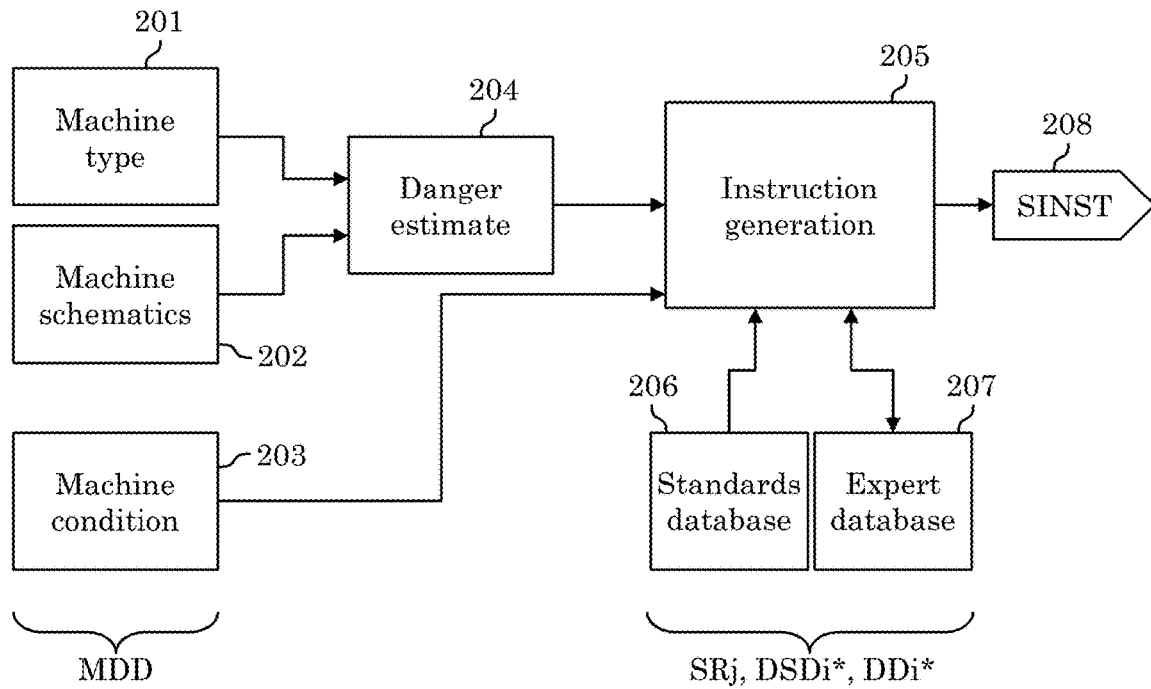 201
Machine
type
Machine
schematics
202
203
Machine
condition
MDD
204
Danger
estimate
205
Instruction
generation
208
SINST
206
Standards
database
207
Expert
database
SRj, DSDi*, DDi*